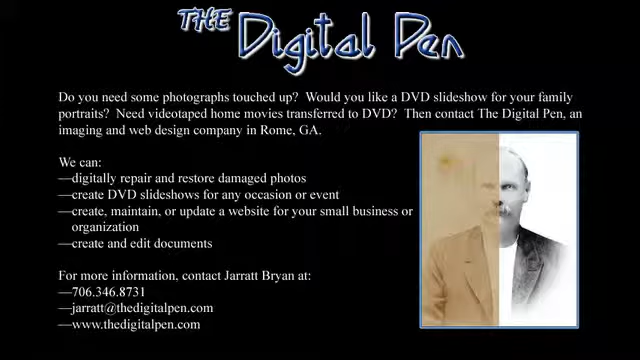 THE Digital Pen
Do you need some photographs touched up? Would you like a DVD slideshow for your family
portraits? Need videotaped home movies transferred to DVD? Then contact The Digital Pen, an
imaging and web design company in Rome, GA.
We can:
—digitally repair and restore damaged photos
—create DVD slideshows for any occasion or event
—create, maintain, or update a website for your small business or
organization
—create and edit documents
For more information, contact Jarratt Bryan at:
—706.346.8731
—jarratt@thedigitalpen.com
—www.thedigitalpen.com